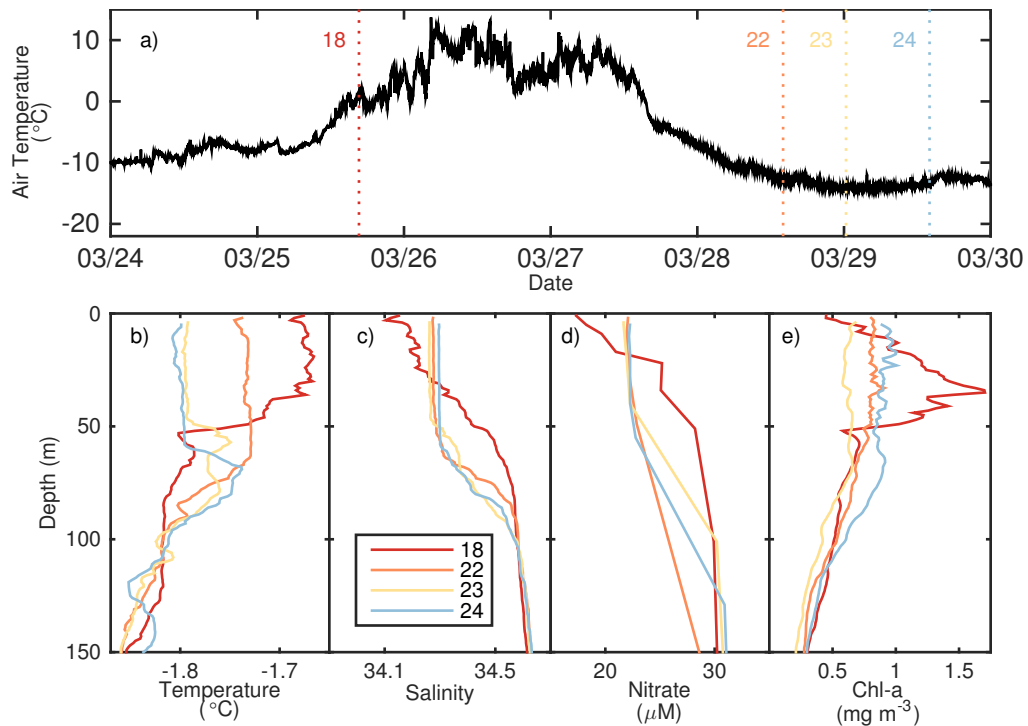 a)
18
22
23
24
10
0
-10
-20
Air Temperature
(°C)
03/24
03/25
03/26
03/27
03/28
03/29
03/30
Date
b)
c)
d)
e)
0
50
100
150
Depth (m)
18
22
23
24
-1.8
-1.7
34.1
34.5
20
30
0.5
1
1.5
Temperature
(°C)
Salinity
Nitrate
(μM)
Chl-a
(mg m⁻³)